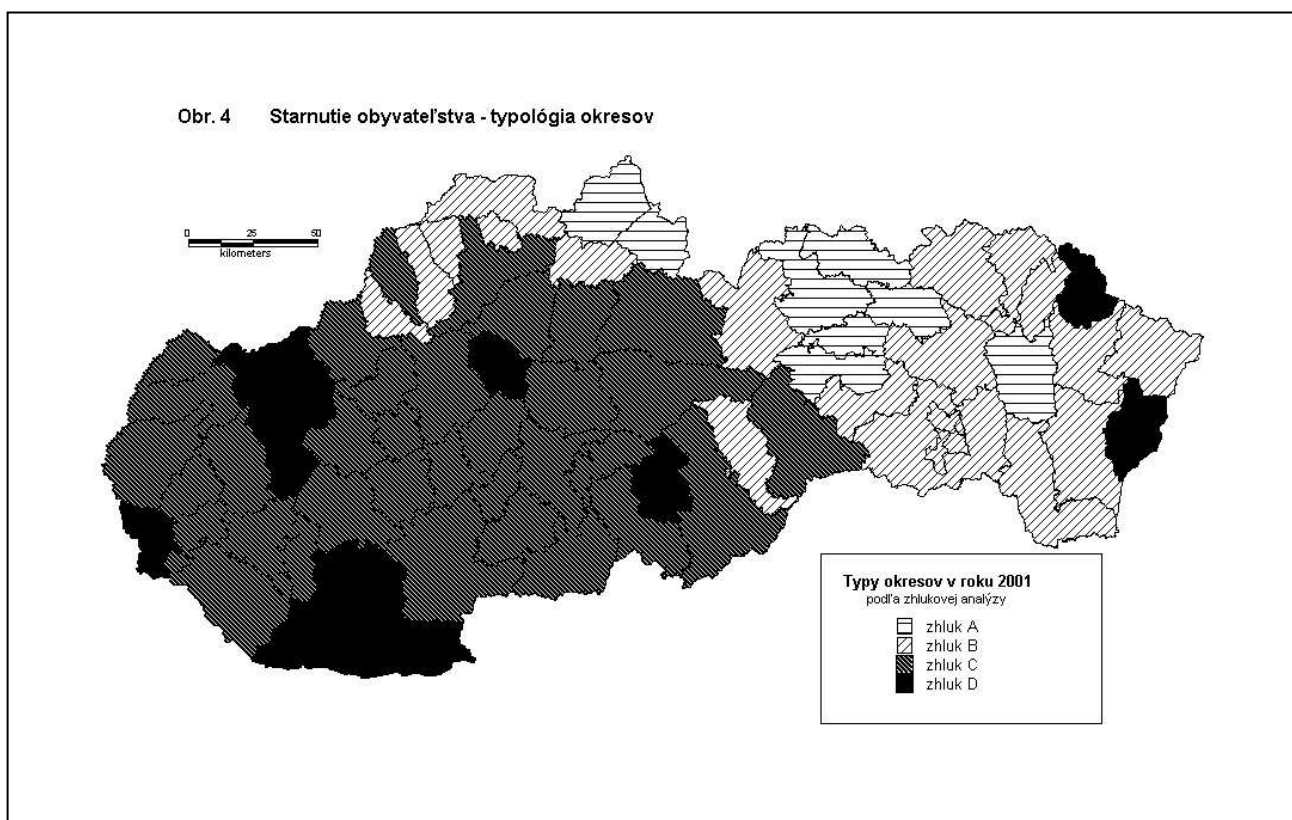 Obr. 4 Starnutie obyvateľstva - typológia okresov
0 25 50
kilometers
Typy okresov v roku 2001
podľa zhlukovej analýzy
zhluk A
zhluk B
zhluk C
zhluk D